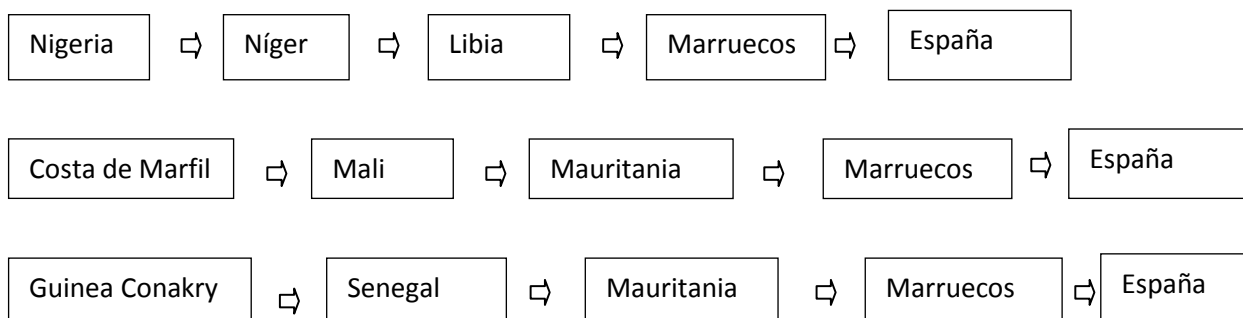 Nigeria ⇨ Níger ⇨ Libia ⇨ Marruecos ⇨ España
Costa de Marfil ⇨ Mali ⇨ Mauritania ⇨ Marruecos ⇨ España
Guinea Conakry ⇨ Senegal ⇨ Mauritania ⇨ Marruecos ⇨ España